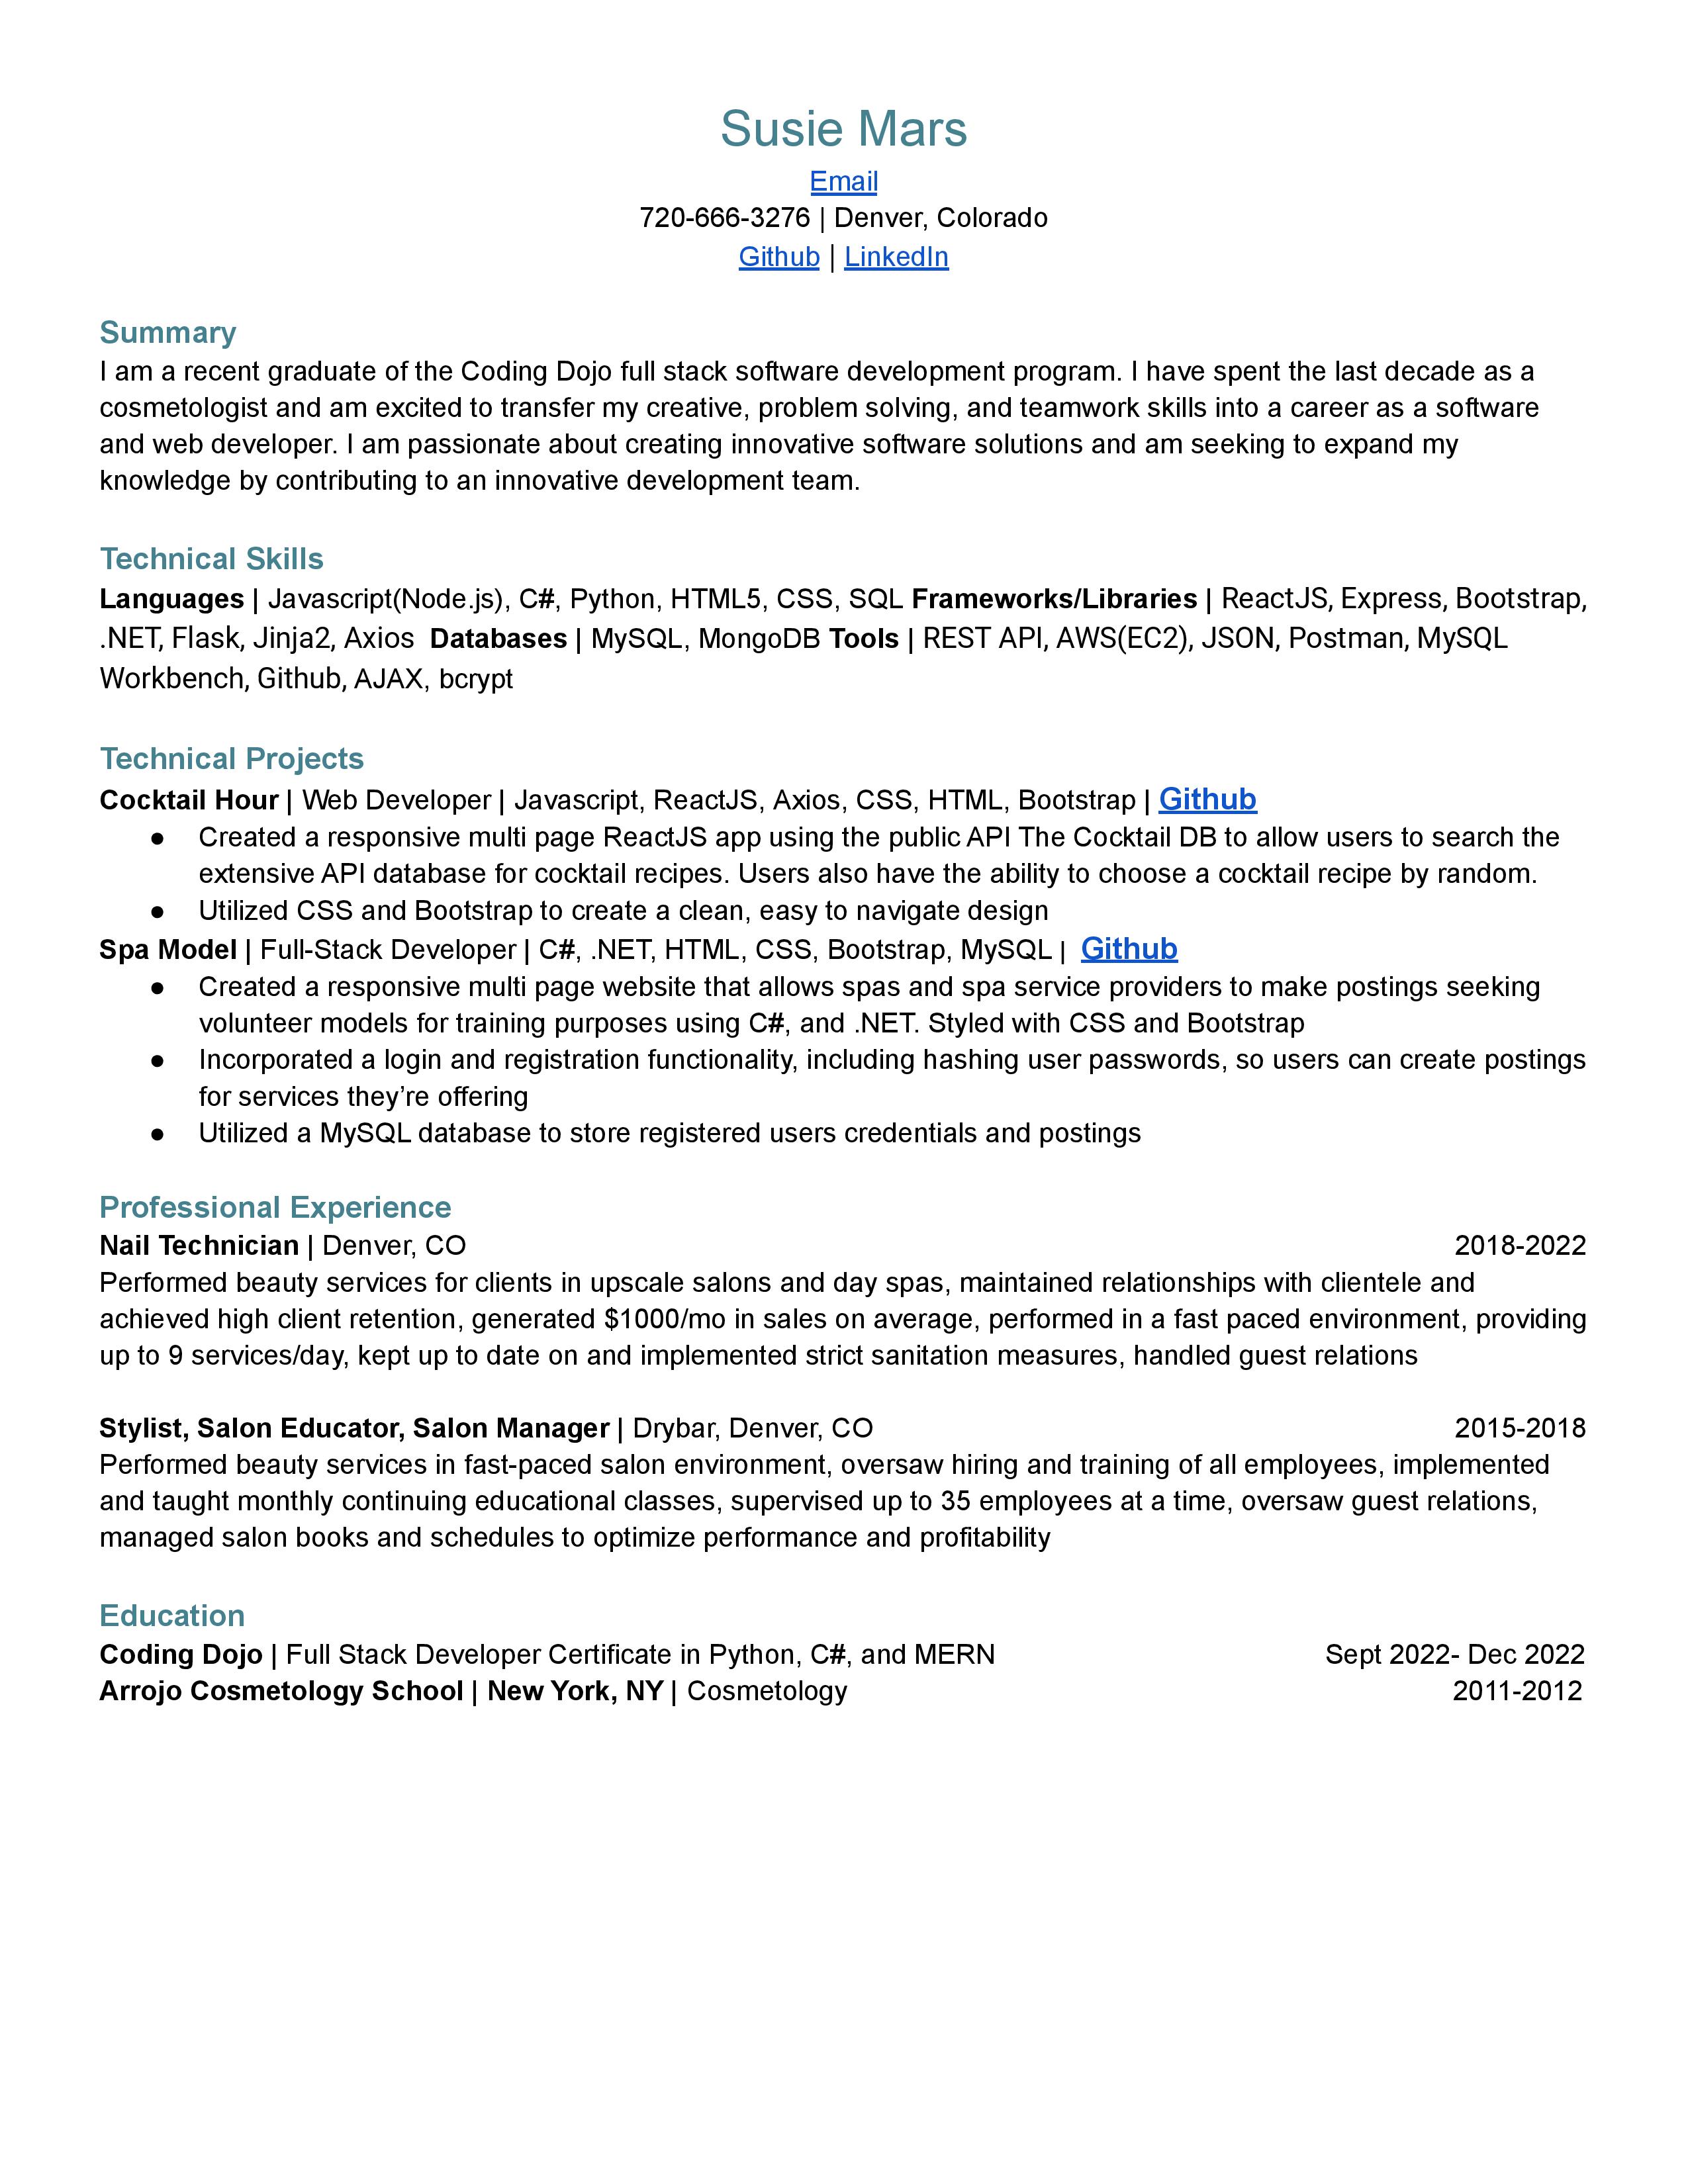 Susie Mars
Email
720-666-3276 | Denver, Colorado
Github | LinkedIn
Summary
I am a recent graduate of the Coding Dojo full stack software development program. I have spent the last decade as a
cosmetologist and am excited to transfer my creative, problem solving, and teamwork skills into a career as a software
and web developer. I am passionate about creating innovative software solutions and am seeking to expand my
knowledge by contributing to an innovative development team.
Technical Skills
Languages | Javascript(Node.js), C#, Python, HTML5, CSS, SQL Frameworks/Libraries | ReactJS, Express, Bootstrap,
.NET, Flask, Jinja2, Axios Databases | MySQL, MongoDB Tools | REST API, AWS(EC2), JSON, Postman, MySQL
Workbench, Github, AJAX, bcrypt
Technical Projects
Cocktail Hour | Web Developer | Javascript, ReactJS, Axios, CSS, HTML, Bootstrap | Github
● Created a responsive multi page ReactJS app using the public API The Cocktail DB to allow users to search the
extensive API database for cocktail recipes. Users also have the ability to choose a cocktail recipe by random.
● Utilized CSS and Bootstrap to create a clean, easy to navigate design
Spa Model | Full-Stack Developer | C#, .NET, HTML, CSS, Bootstrap, MySQL | Github
● Created a responsive multi page website that allows spas and spa service providers to make postings seeking
volunteer models for training purposes using C#, and .NET. Styled with CSS and Bootstrap
● Incorporated a login and registration functionality, including hashing user passwords, so users can create postings
for services they’re offering
● Utilized a MySQL database to store registered users credentials and postings
Professional Experience
Nail Technician | Denver, CO 2018-2022
Performed beauty services for clients in upscale salons and day spas, maintained relationships with clientele and
achieved high client retention, generated $1000/mo in sales on average, performed in a fast paced environment, providing
up to 9 services/day, kept up to date on and implemented strict sanitation measures, handled guest relations
Stylist, Salon Educator, Salon Manager | Drybar, Denver, CO 2015-2018
Performed beauty services in fast-paced salon environment, oversaw hiring and training of all employees, implemented
and taught monthly continuing educational classes, supervised up to 35 employees at a time, oversaw guest relations,
managed salon books and schedules to optimize performance and profitability
Education
Coding Dojo | Full Stack Developer Certificate in Python, C#, and MERN Sept 2022- Dec 2022
Arrojo Cosmetology School | New York, NY | Cosmetology 2011-2012